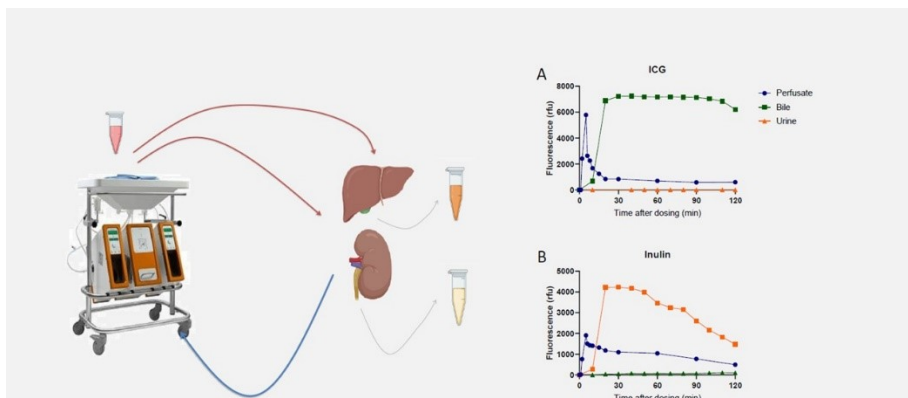 A
ICG
Fluorescence (rfu)
8000
6000
4000
2000
0
0
30
60
90
120
Time after dosing (min)
Perfusate
Bile
Urine
B
Inulin
Fluorescence (rfu)
5000
4000
3000
2000
1000
0
0
30
60
90
120
Time after dosing (min)